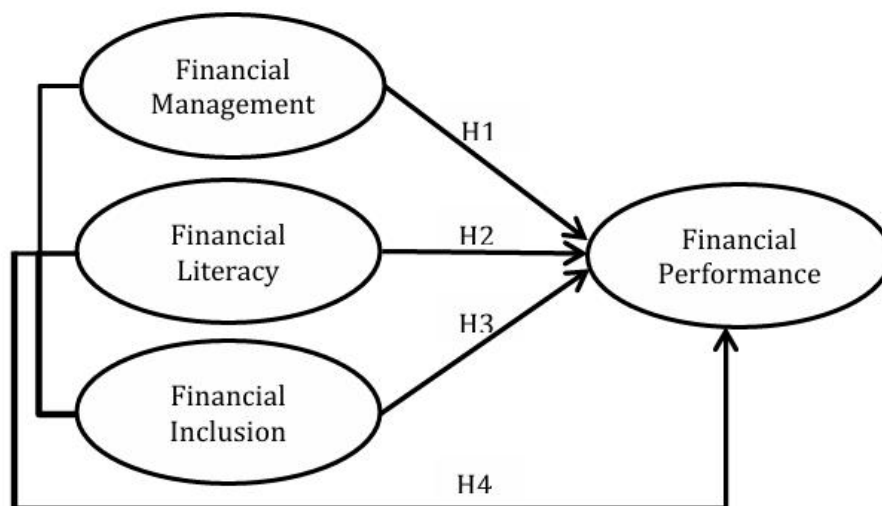 Financial
Management
H1
Financial
Literacy
H2
Financial
Performance
H3
Financial
Inclusion
H4